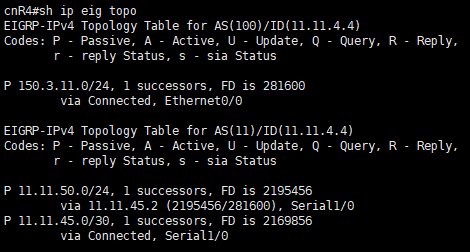 cnR4#sh ip eig topo
EIGRP-IPv4 Topology Table for AS(100)/ID(11.11.4.4)
Codes: P - Passive, A - Active, U - Update, Q - Query, R - Reply,
r - reply Status, s - sia Status
P 150.3.11.0/24, 1 successors, FD is 281600
via Connected, Ethernet0/0
EIGRP-IPv4 Topology Table for AS(11)/ID(11.11.4.4)
Codes: P - Passive, A - Active, U - Update, Q - Query, R - Reply,
r - reply Status, s - sia Status
P 11.11.50.0/24, 1 successors, FD is 2195456
via 11.11.45.2 (2195456/281600), Serial1/0
P 11.11.45.0/30, 1 successors, FD is 2169856
via Connected, Serial1/0